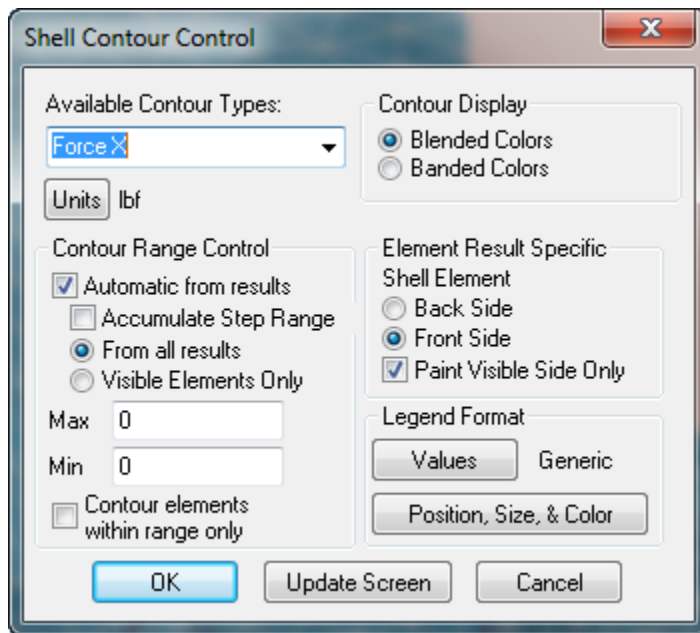 Shell Contour Control
Available Contour Types:
Force X
Units lbf
Contour Display
Blended Colors
Banded Colors
Contour Range Control
Automatic from results
Accumulate Step Range
From all results
Visible Elements Only
Max 0
Min 0
Contour elements
within range only
Element Result Specific
Shell Element
Back Side
Front Side
Paint Visible Side Only
Legend Format
Values Generic
Position, Size, & Color
OK Update Screen Cancel